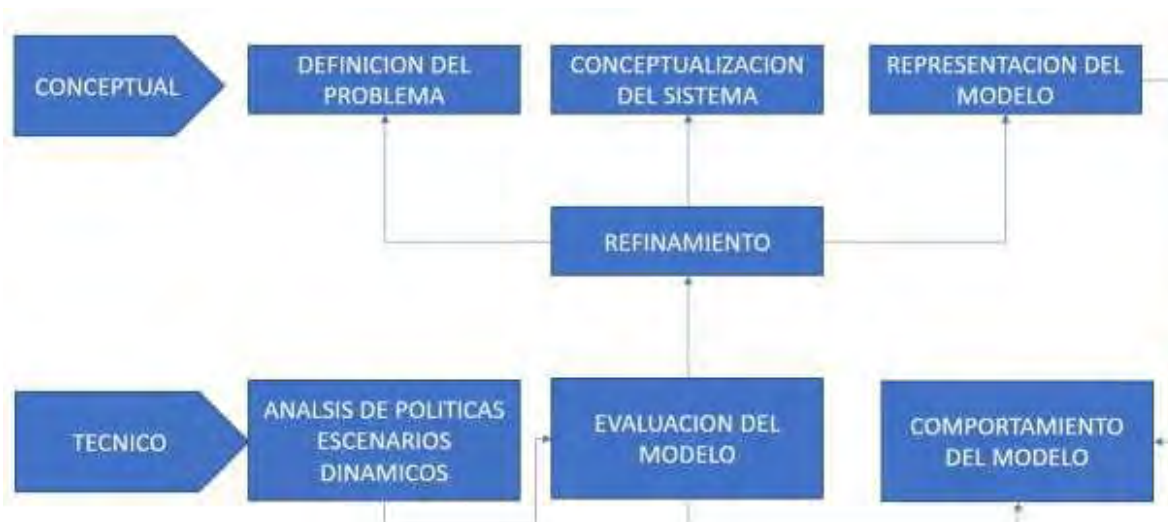 CONCEPTUAL
DEFINICION DEL
PROBLEMA
CONCEPTUALIZACION
DEL SISTEMA
REPRESENTACION DEL
MODELO
REFINAMIENTO
TECNICO
ANALSIS DE POLITICAS
ESCENARIOS
DINAMICOS
EVALUACION DEL
MODELO
COMPORTAMIENTO
DEL MODELO